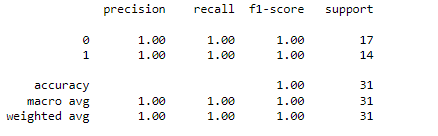 precision recall f1-score support
0 1.00 1.00 1.00 17
1 1.00 1.00 1.00 14
accuracy 1.00 31
macro avg 1.00 1.00 1.00 31
weighted avg 1.00 1.00 1.00 31